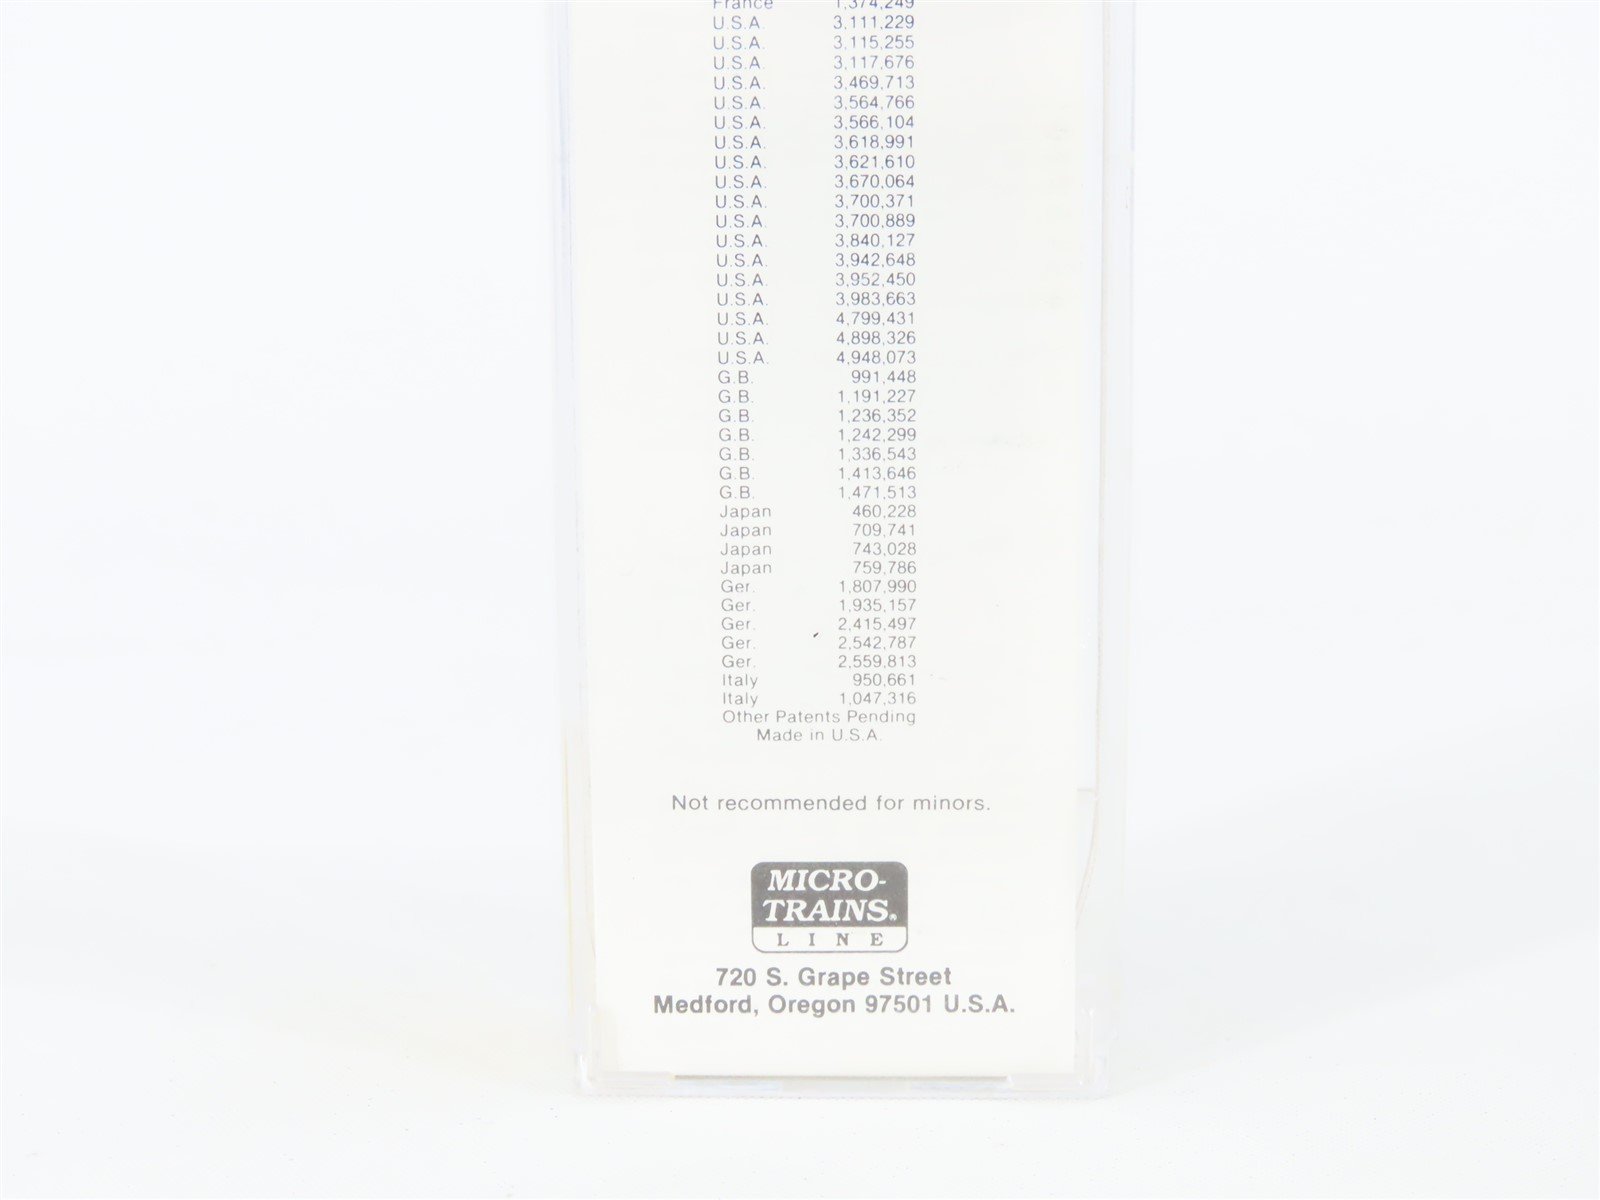 France 1,374,249
U.S.A. 3,111,229
U.S.A. 3,115,255
U.S.A. 3,117,676
U.S.A. 3,469,713
U.S.A. 3,564,766
U.S.A. 3,566,104
U.S.A. 3,618,991
U.S.A. 3,621,610
U.S.A. 3,670,064
U.S.A. 3,700,371
U.S.A 3,700,889
U.S.A. 3,840,127
U.S.A. 3,942,648
U.S.A. 3,952,450
U.S.A. 3,983,663
U.S.A. 4,799,431
U.S.A. 4,898,326
U.S.A. 4,948,073
G.B. 991,448
G.B. 1,191,227
G.B. 1,236,352
G.B. 1,242,299
G.B. 1,336,543
G.B. 1,413,646
G.B. 1,471,513
Japan 460,228
Japan 709,741
Japan 743,028
Japan 759,786
Ger. 1,807,990
Ger. 1,935,157
Ger. 2,415,497
Ger. 2,542,787
Ger. 2,559,813
Italy 950,661
Italy 1,047,316
Other Patents Pending
Made in U.S.A.
Not recommended for minors.
MICRO-
TRAINS®
LINE
720 S. Grape Street
Medford, Oregon 97501 U.S.A.